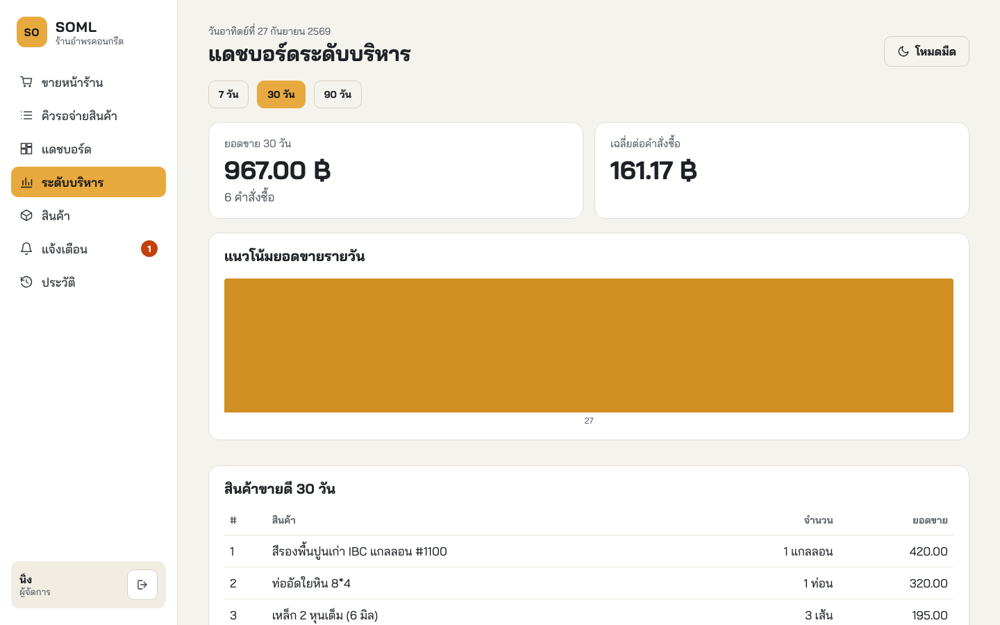 SO
SOML
ร้านอำพรคอนกรีต
ขายหน้าร้าน
คิวรอจ่ายสินค้า
แดชบอร์ด
ระดับบริหาร
สินค้า
แจ้งเตือน
1
ประวัติ
นิ้ง
ผู้จัดการ
วันอาทิตย์ที่ 27 กันยายน 2569
แดชบอร์ดระดับบริหาร
โหมดมืด
7 วัน
30 วัน
90 วัน
ยอดขาย 30 วัน
967.00 ฿
6 คำสั่งซื้อ
เฉลี่ยต่อคำสั่งซื้อ
161.17 ฿
แนวโน้มยอดขายรายวัน
27
สินค้าขายดี 30 วัน
# สินค้า จำนวน ยอดขาย
1 สีรองพื้นปูนเก่า IBC แกลลอน #1100 1 แกลลอน 420.00
2 ท่ออัดใยหิน 8*4 1 ท่อน 320.00
3 เหล็ก 2 หุนเต็ม (6 มิล) 3 เส้น 195.00